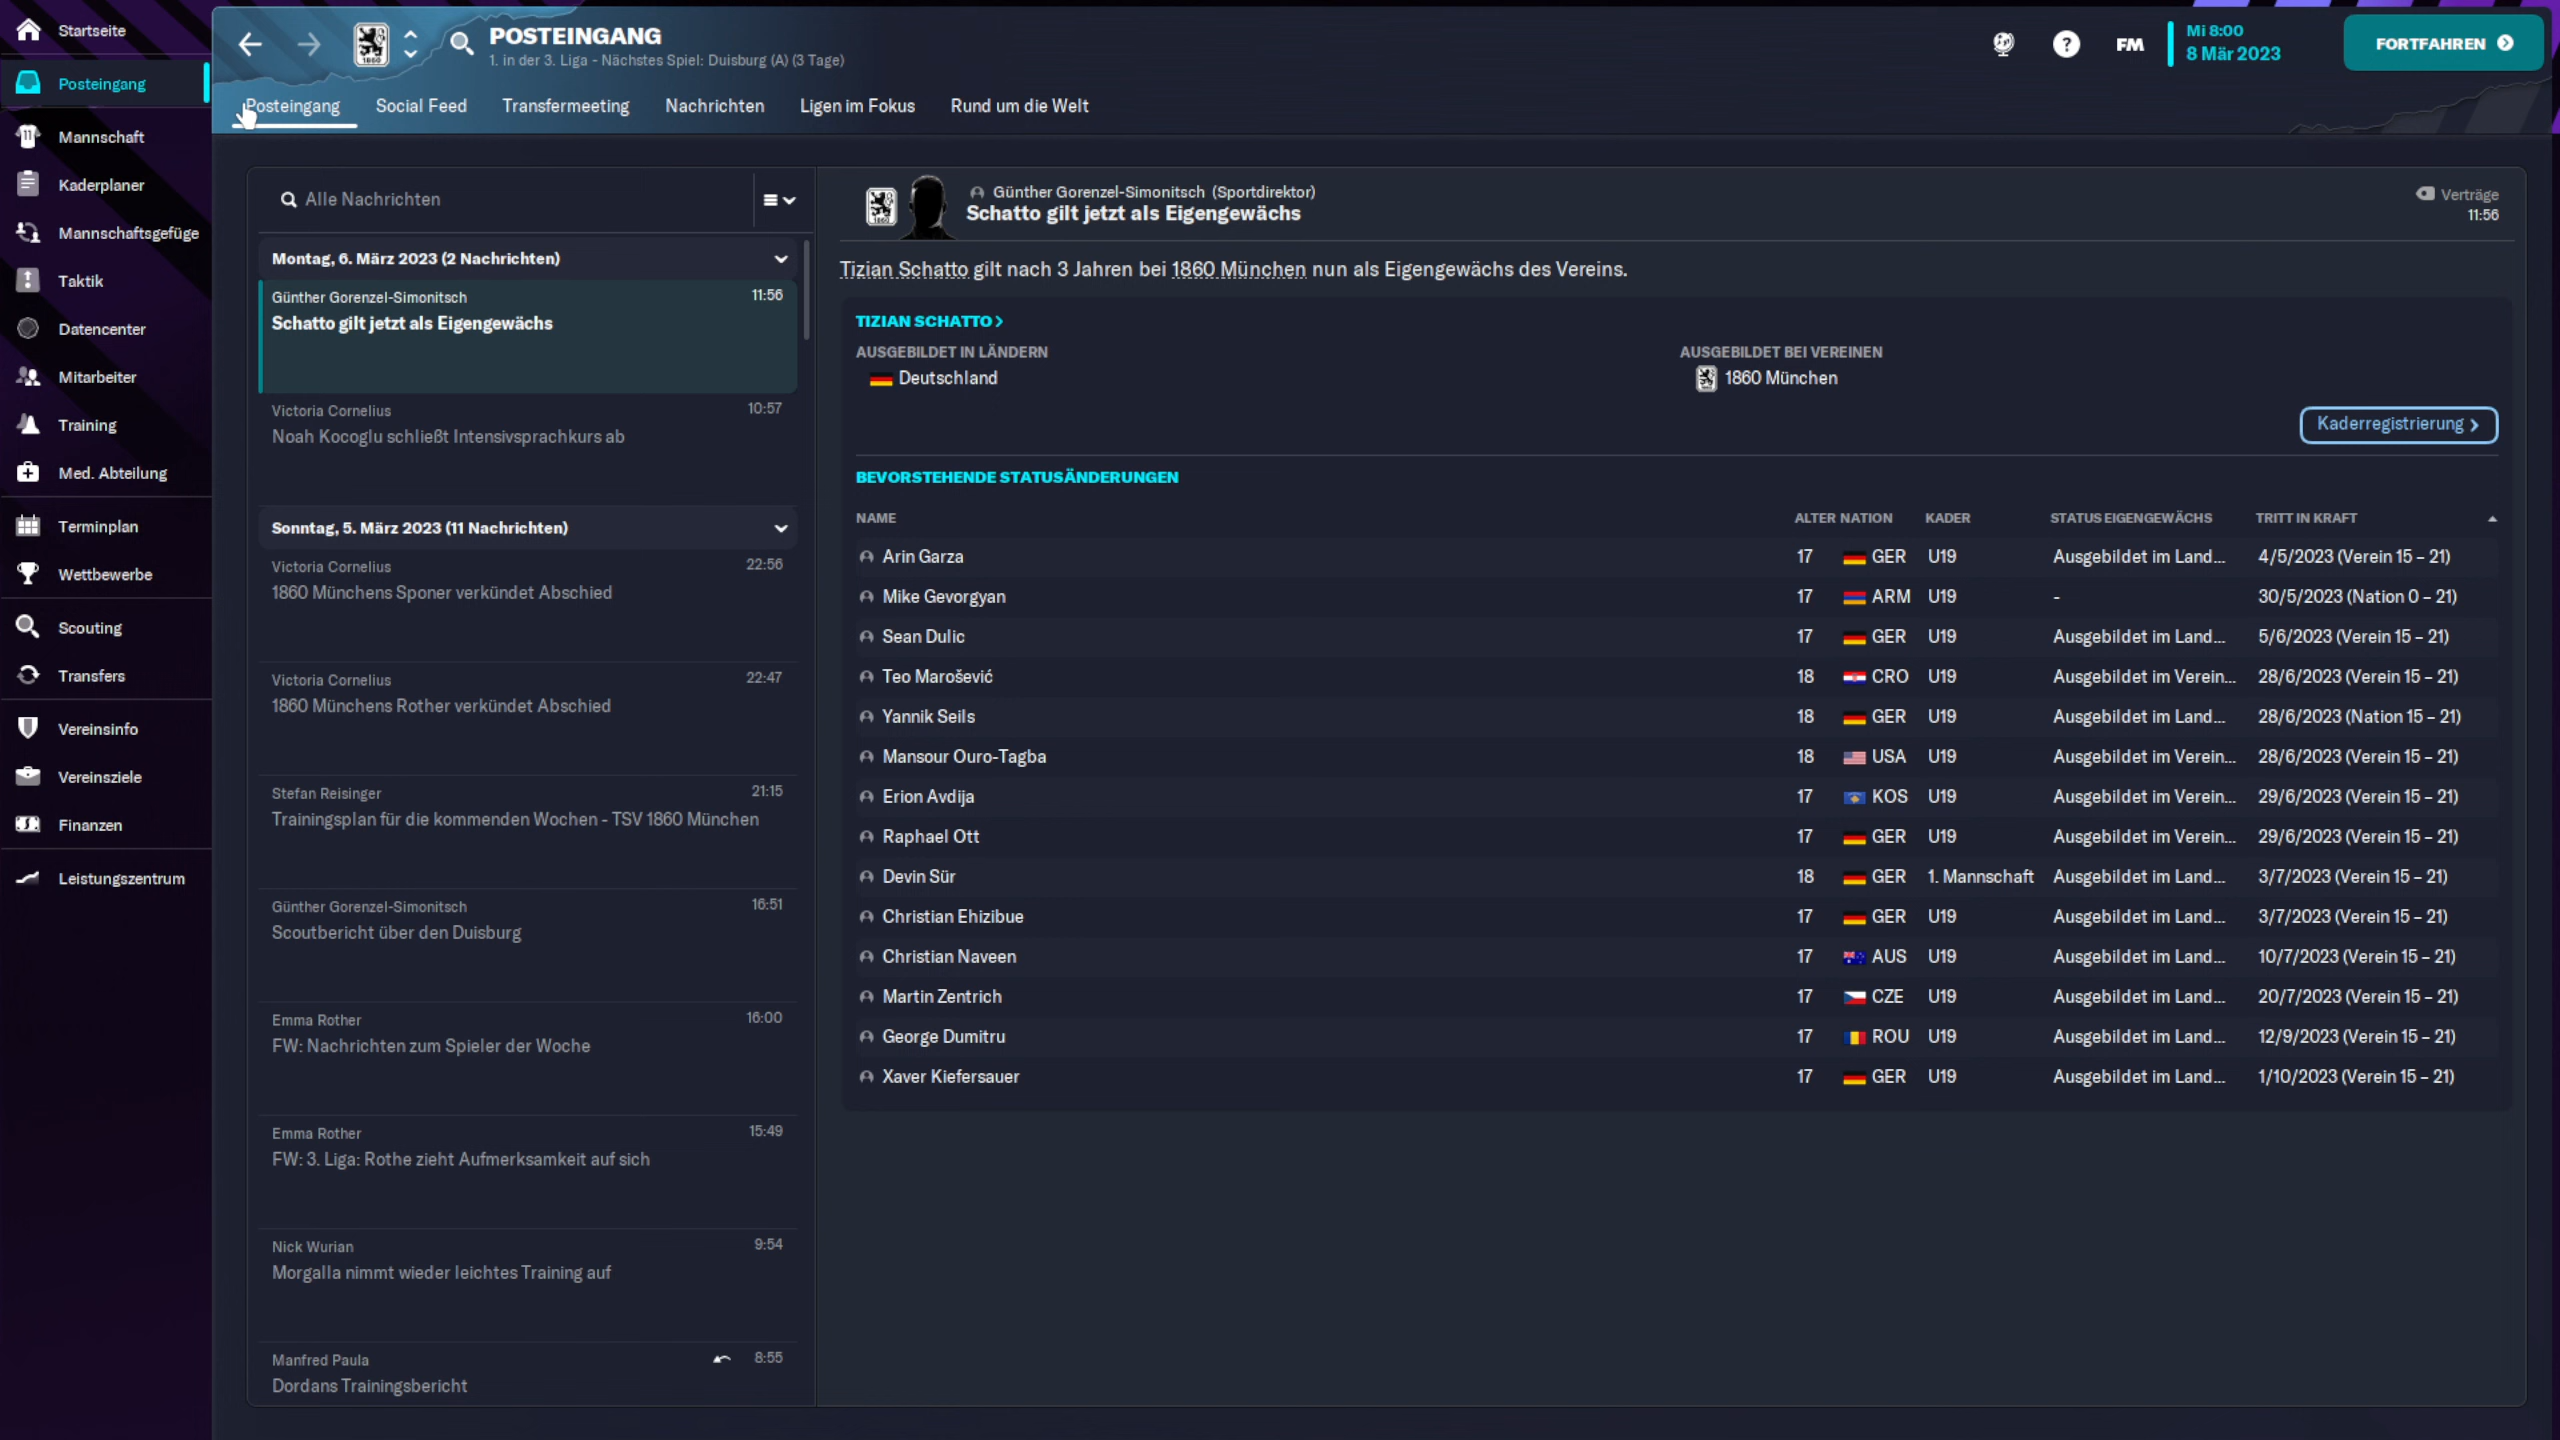 Startseite
Posteingang
Mannschaft
Kaderplaner
Mannschaftsgefüge
Taktik
Datencenter
Mitarbeiter
Training
Med. Abteilung
Terminplan
Wettbewerbe
Scouting
Transfers
Vereinsinfo
Vereinsziele
Finanzen
Leistungszentrum
POSTEINGANG
1. in der 3. Liga - Nächstes Spiel: Duisburg (A) (3 Tage)
FM
Mi 8:00
8 Mär 2023
FORTFAHREN
Posteingang Social Feed Transfermeeting Nachrichten Ligen im Fokus Rund um die Welt
Alle Nachrichten
Montag, 6. März 2023 (2 Nachrichten)
Günther Gorenzel-Simonitsch 11:56
Schatto gilt jetzt als Eigengewächs
Victoria Cornelius 10:57
Noah Kocoglu schließt Intensivsprachkurs ab
Sonntag, 5. März 2023 (11 Nachrichten)
Victoria Cornelius 22:56
1860 Münchens Sponer verkündet Abschied
Victoria Cornelius 22:47
1860 Münchens Rother verkündet Abschied
Stefan Reisinger 21:15
Trainingsplan für die kommenden Wochen - TSV 1860 München
Günther Gorenzel-Simonitsch 16:51
Scoutbericht über den Duisburg
Emma Rother 16:00
FW: Nachrichten zum Spieler der Woche
Emma Rother 15:49
FW: 3. Liga: Rothe zieht Aufmerksamkeit auf sich
Nick Wurian 9:54
Morgalla nimmt wieder leichtes Training auf
Manfred Paula 8:55
Dordans Trainingsbericht
Günther Gorenzel-Simonitsch (Sportdirektor)
Schatto gilt jetzt als Eigengewächs
Verträge
11:56
Tizian Schatto gilt nach 3 Jahren bei 1860 München nun als Eigengewächs des Vereins.
TIZIAN SCHATTO
AUSGEBILDET IN LÄNDERN AUSGEBILDET BEI VEREINEN
Deutschland 1860 München
Kaderregistrierung
BEVORSTEHENDE STATUSÄNDERUNGEN
NAME ALTER NATION KADER STATUS EIGENGEWÄCHS TRITT IN KRAFT
Arin Garza 17 GER U19 Ausgebildet im Land... 4/5/2023 (Verein 15 – 21)
Mike Gevorgyan 17 ARM U19 - 30/5/2023 (Nation 0 – 21)
Sean Dulic 17 GER U19 Ausgebildet im Land... 5/6/2023 (Verein 15 – 21)
Teo Marošević 18 CRO U19 Ausgebildet im Verein... 28/6/2023 (Verein 15 – 21)
Yannik Seils 18 GER U19 Ausgebildet im Land... 28/6/2023 (Nation 15 – 21)
Mansour Ouro-Tagba 18 USA U19 Ausgebildet im Verein... 28/6/2023 (Verein 15 – 21)
Erion Avdija 17 KOS U19 Ausgebildet im Verein... 29/6/2023 (Verein 15 – 21)
Raphael Ott 17 GER U19 Ausgebildet im Verein... 29/6/2023 (Verein 15 – 21)
Devin Sür 18 GER 1. Mannschaft Ausgebildet im Land... 3/7/2023 (Verein 15 – 21)
Christian Ehizibue 17 GER U19 Ausgebildet im Land... 3/7/2023 (Verein 15 – 21)
Christian Naveen 17 AUS U19 Ausgebildet im Land... 10/7/2023 (Verein 15 – 21)
Martin Zentrich 17 CZE U19 Ausgebildet im Land... 20/7/2023 (Verein 15 – 21)
George Dumitru 17 ROU U19 Ausgebildet im Land... 12/9/2023 (Verein 15 – 21)
Xaver Kiefersauer 17 GER U19 Ausgebildet im Land... 1/10/2023 (Verein 15 – 21)